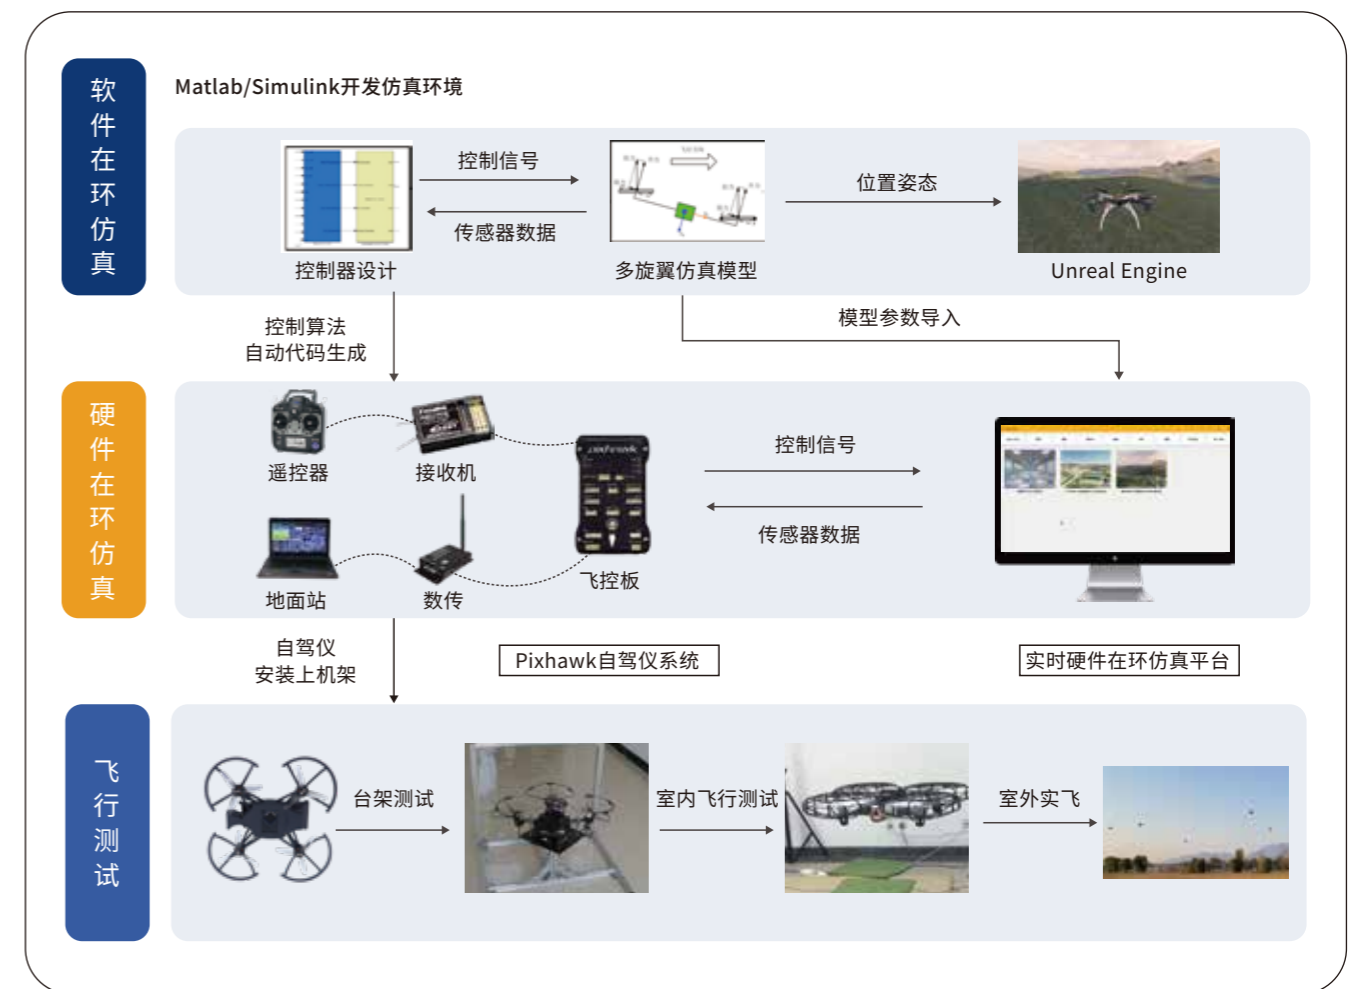 软件在环仿真
Matlab/Simulink开发仿真环境
控制信号
传感器数据
位置姿态
控制器设计
多旋翼仿真模型
Unreal Engine
控制算法
自动代码生成
模型参数导入
硬件在环仿真
遥控器
接收机
pixhawk
控制信号
传感器数据
地面站
数传
飞控板
自驾仪
安装上机架
Pixhawk自驾仪系统
实时硬件在环仿真平台
飞行测试
台架测试
室内飞行测试
室外实飞